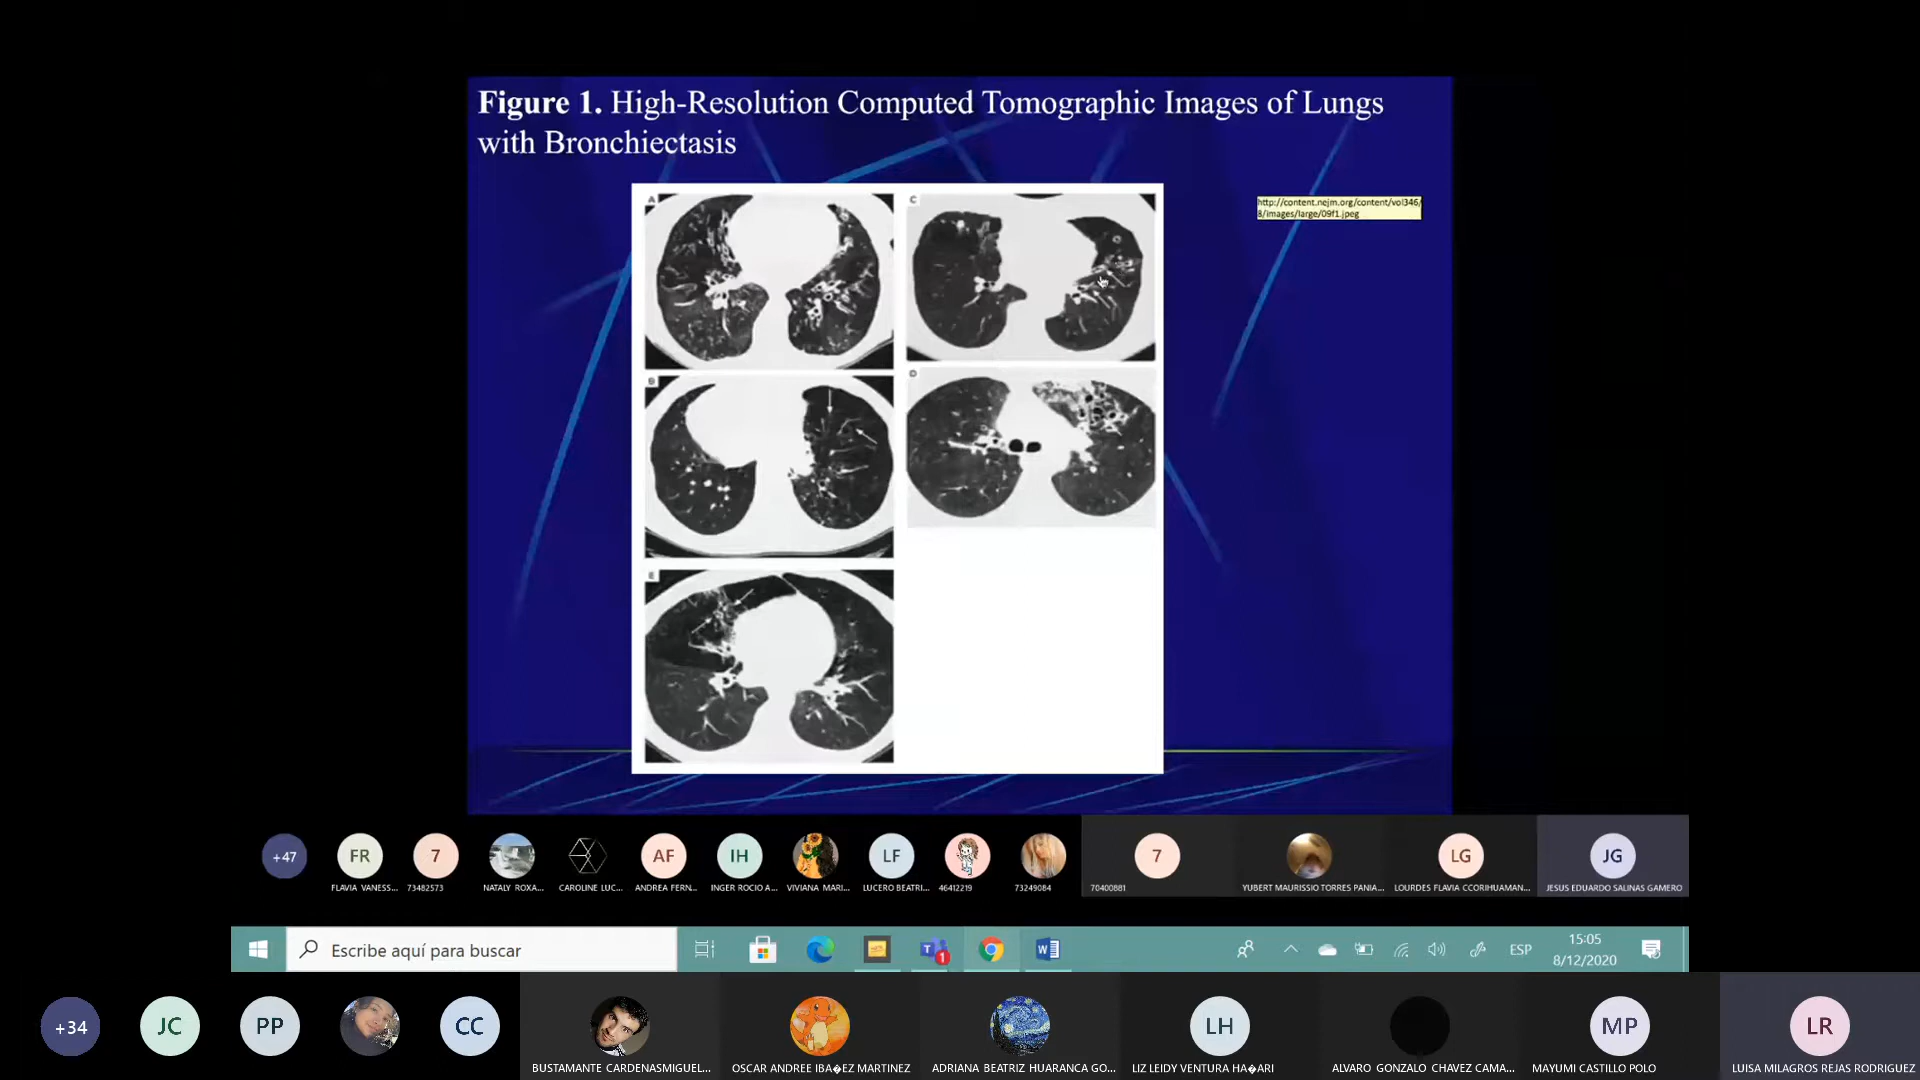 Figure 1. High-Resolution Computed Tomographic Images of Lungs
with Bronchiectasis
http://content.nejm.org/content/vol346/
8/images/large/09f1.jpeg
A
C
B
D
E
+47
FR
7
AF
IH
LF
7
LG
JG
FLAVIA VANESS...
73482573
NATALY ROXA...
CAROLINE LUC...
ANDREA FERN...
INGER ROCIO A...
VIVIANA MARI...
LUCERO BEATRI...
46412219
73249084
70400881
YUBERT MAURISSIO TORRES PANIA...
LOURDES FLAVIA CCORIHUAMAN...
JESUS EDUARDO SALINAS GAMERO
Escribe aquí para buscar
T
1
W
ESP
15:05
8/12/2020
+34
JC
PP
CC
LH
MP
LR
BUSTAMANTE CARDENASMIGUEL...
OSCAR ANDREE IBA�EZ MARTINEZ
ADRIANA BEATRIZ HUARANCA GO...
LIZ LEIDY VENTURA HA�ARI
ALVARO GONZALO CHAVEZ CAMA...
MAYUMI CASTILLO POLO
LUISA MILAGROS REJAS RODRIGUEZ